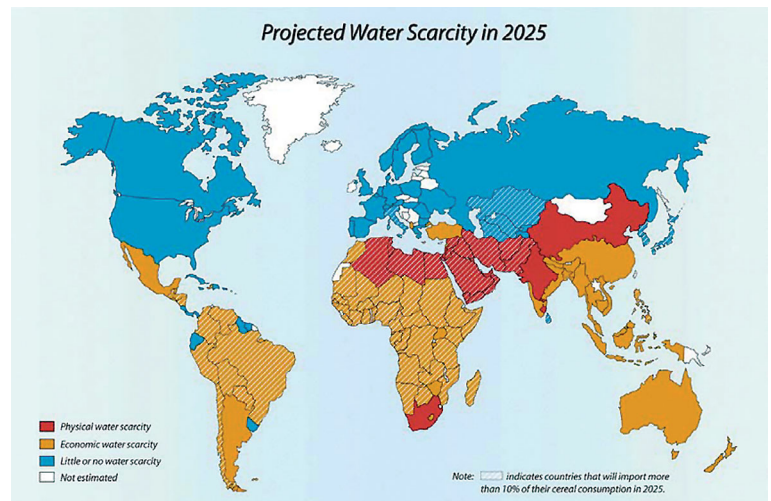 Projected Water Scarcity in 2025
Physical water scarcity
Economic water scarcity
Little or no water scarcity
Not estimated
Note: indicates countries that will import more
than 10% of their cereal consumption in 2025.